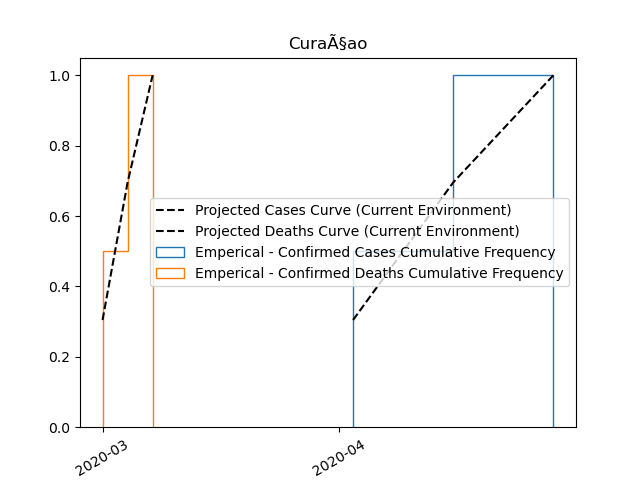 CuraÃ§ao
1.0
0.8
0.6
0.4
0.2
0.0
Projected Cases Curve (Current Environment)
Projected Deaths Curve (Current Environment)
Emperical - Confirmed Cases Cumulative Frequency
Emperical - Confirmed Deaths Cumulative Frequency
2020-03
2020-04